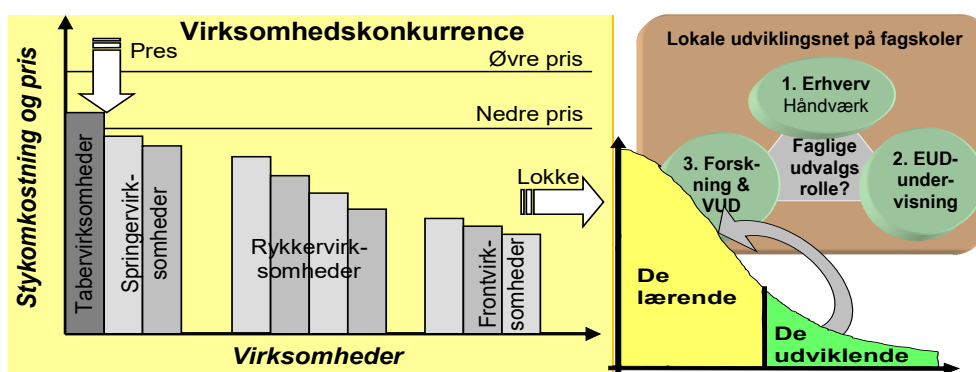 Virksomhedskonkurrence
Pres
Øvre pris
Nedre pris
Lokke
Stykomkostning og pris
Tabervirksomheder
Springervirk-
somheder
Rykkervirk-
somheder
Frontvirk-
somheder
Virksomheder
Lokale udviklingsnet på fagskoler
1. Erhverv
Håndværk
Faglige
udvalgs
rolle?
3. Forsk-
ning &
VUD
2. EUD-
under-
visning
De
lærende
De
udviklende